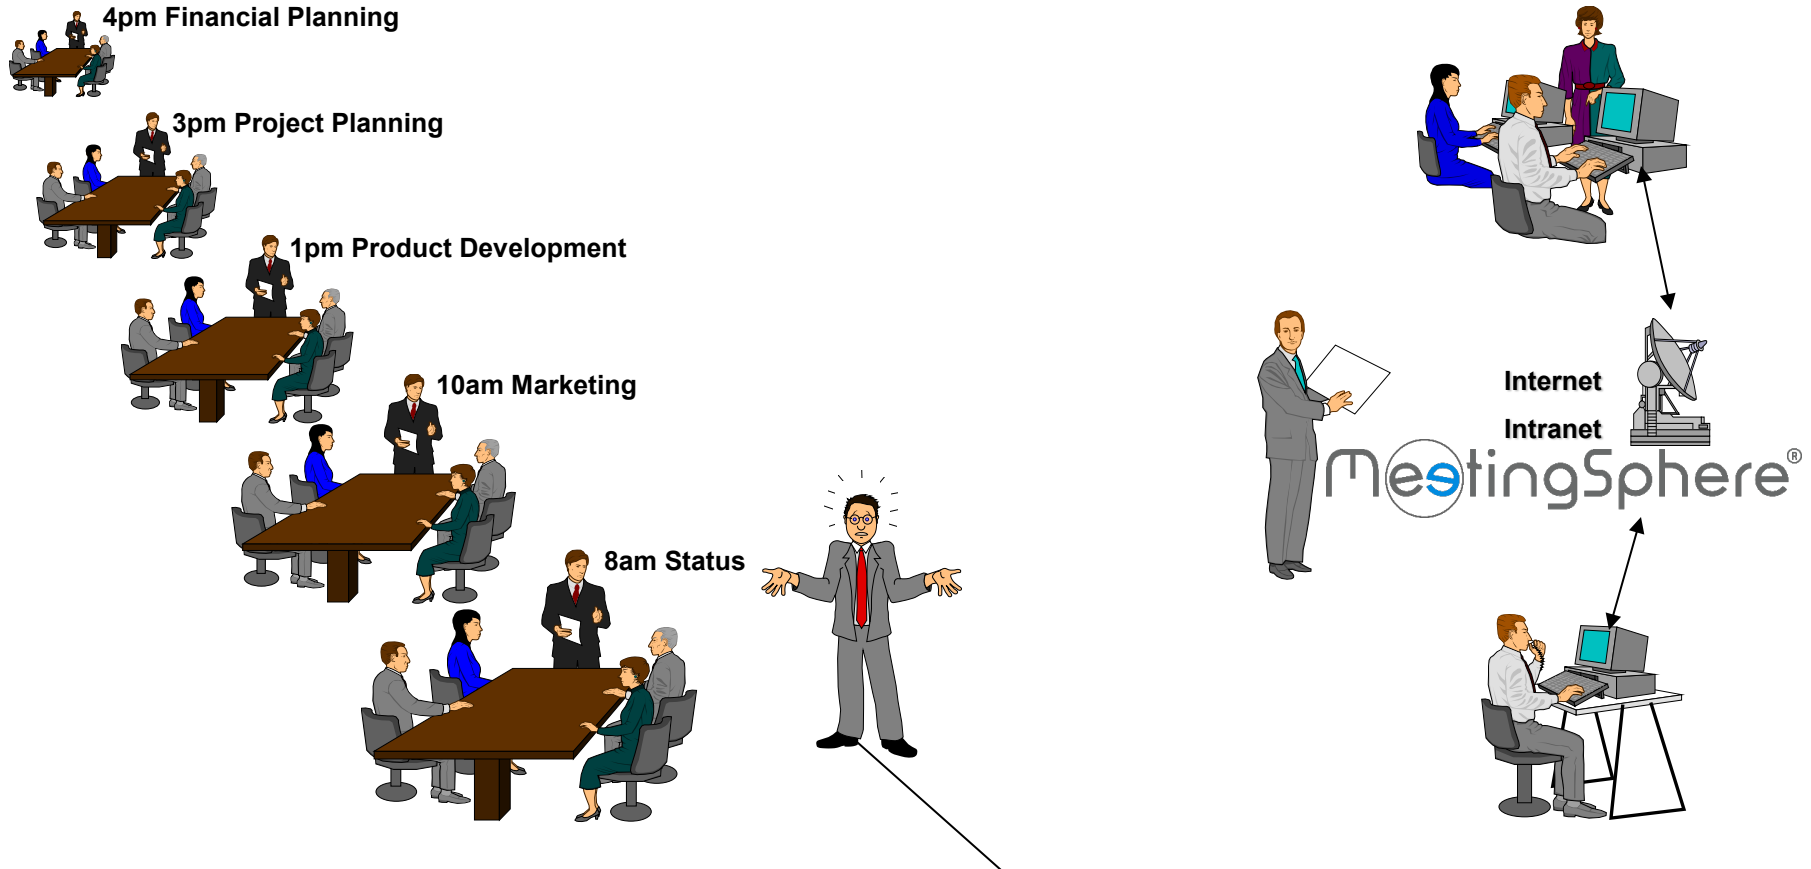 4pm Financial Planning
3pm Project Planning
1pm Product Development
10am Marketing
8am Status
Internet
Intranet
MeetingSphere®